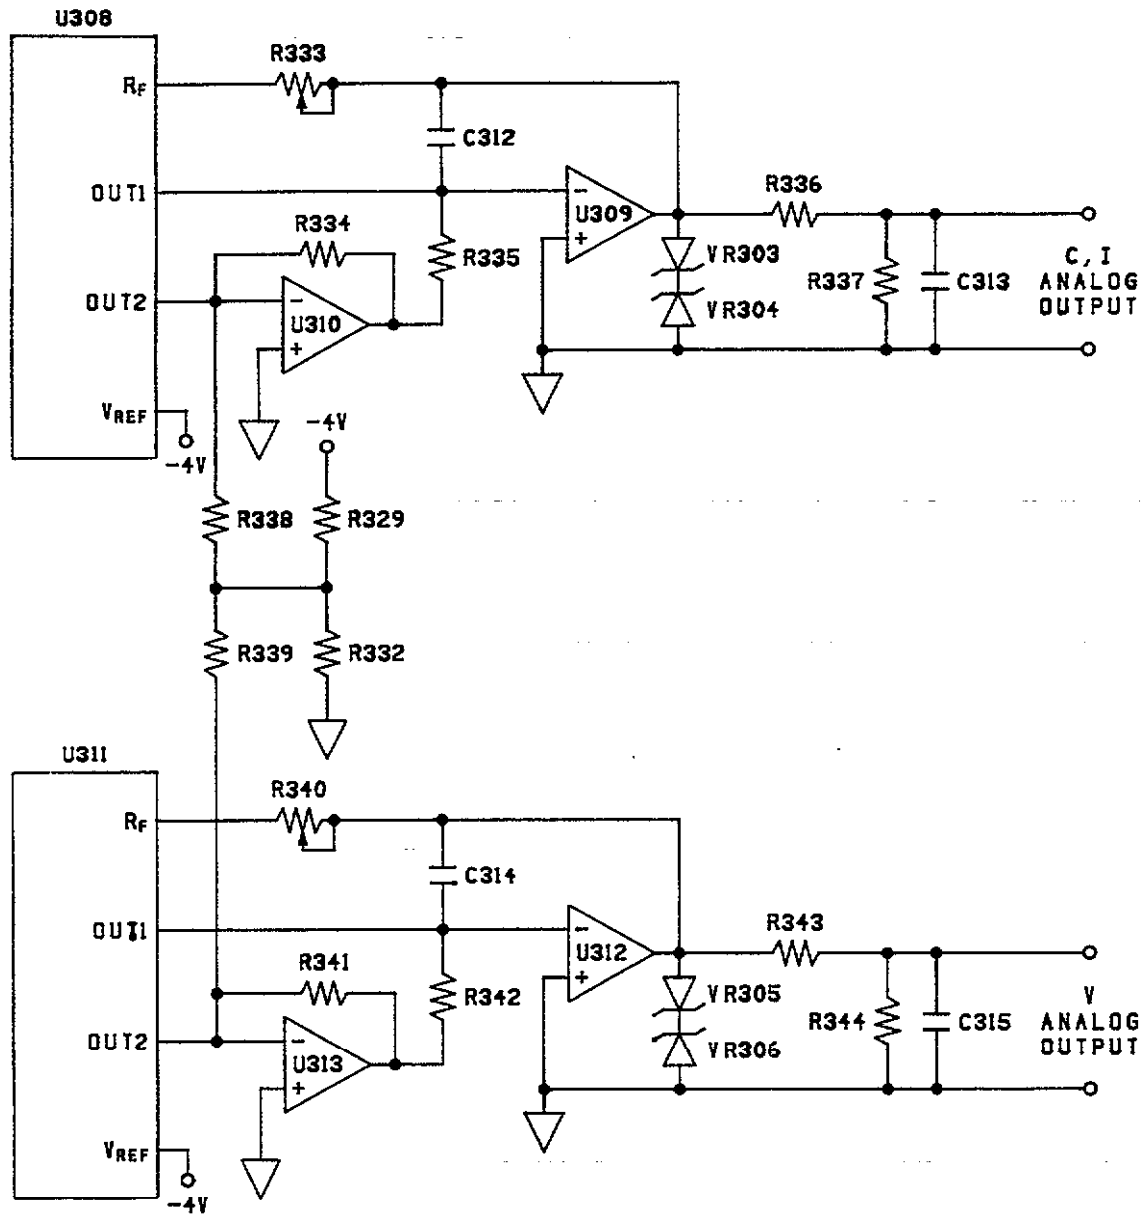 U308
RF
R333
C312
OUT1
-
U309
+
R336
R334
R335
VR303
VR304
R337
C313
C, I
ANALOG
OUTPUT
OUT2
-
U310
+
VREF
-4V
-4V
R338
R329
R339
R332
U311
RF
R340
C314
OUT1
-
U312
+
R343
R341
R342
VR305
VR306
R344
C315
V
ANALOG
OUTPUT
OUT2
-
U313
+
VREF
-4V